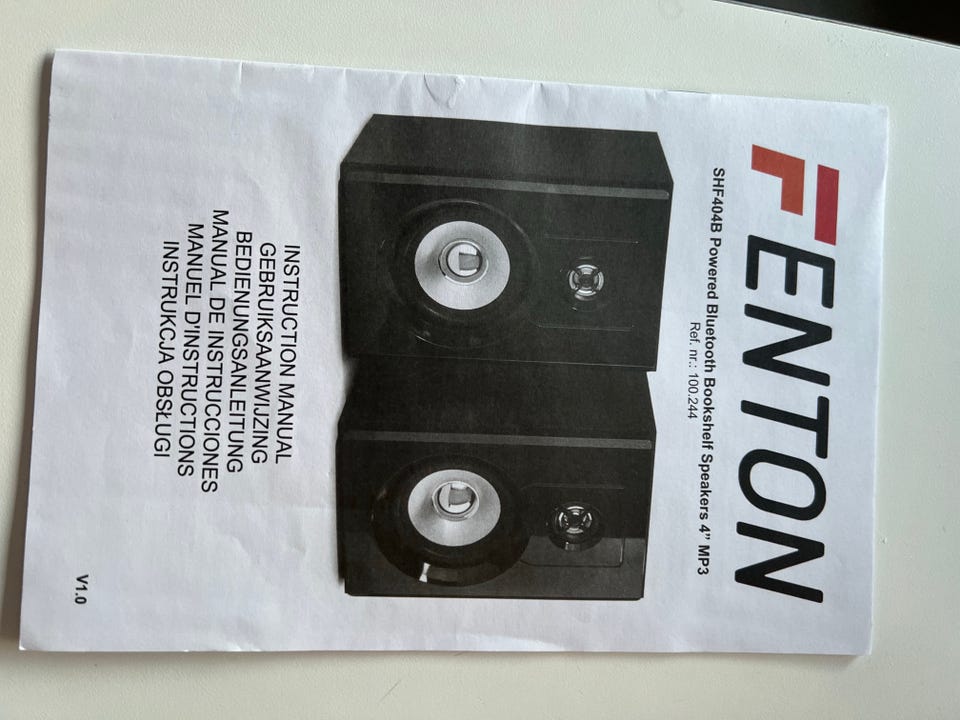 FENTON
SHF404B Powered Bluetooth Bookshelf Speakers 4” MP3
Ref. nr.: 100.244
INSTRUCTION MANUAL
GEBRUIKSAANWIJZING
BEDIENUNGSANLEITUNG
MANUAL DE INSTRUCCIONES
MANUEL D'INSTRUCTIONS
INSTRUKCJA OBSŁUGI
V1.0